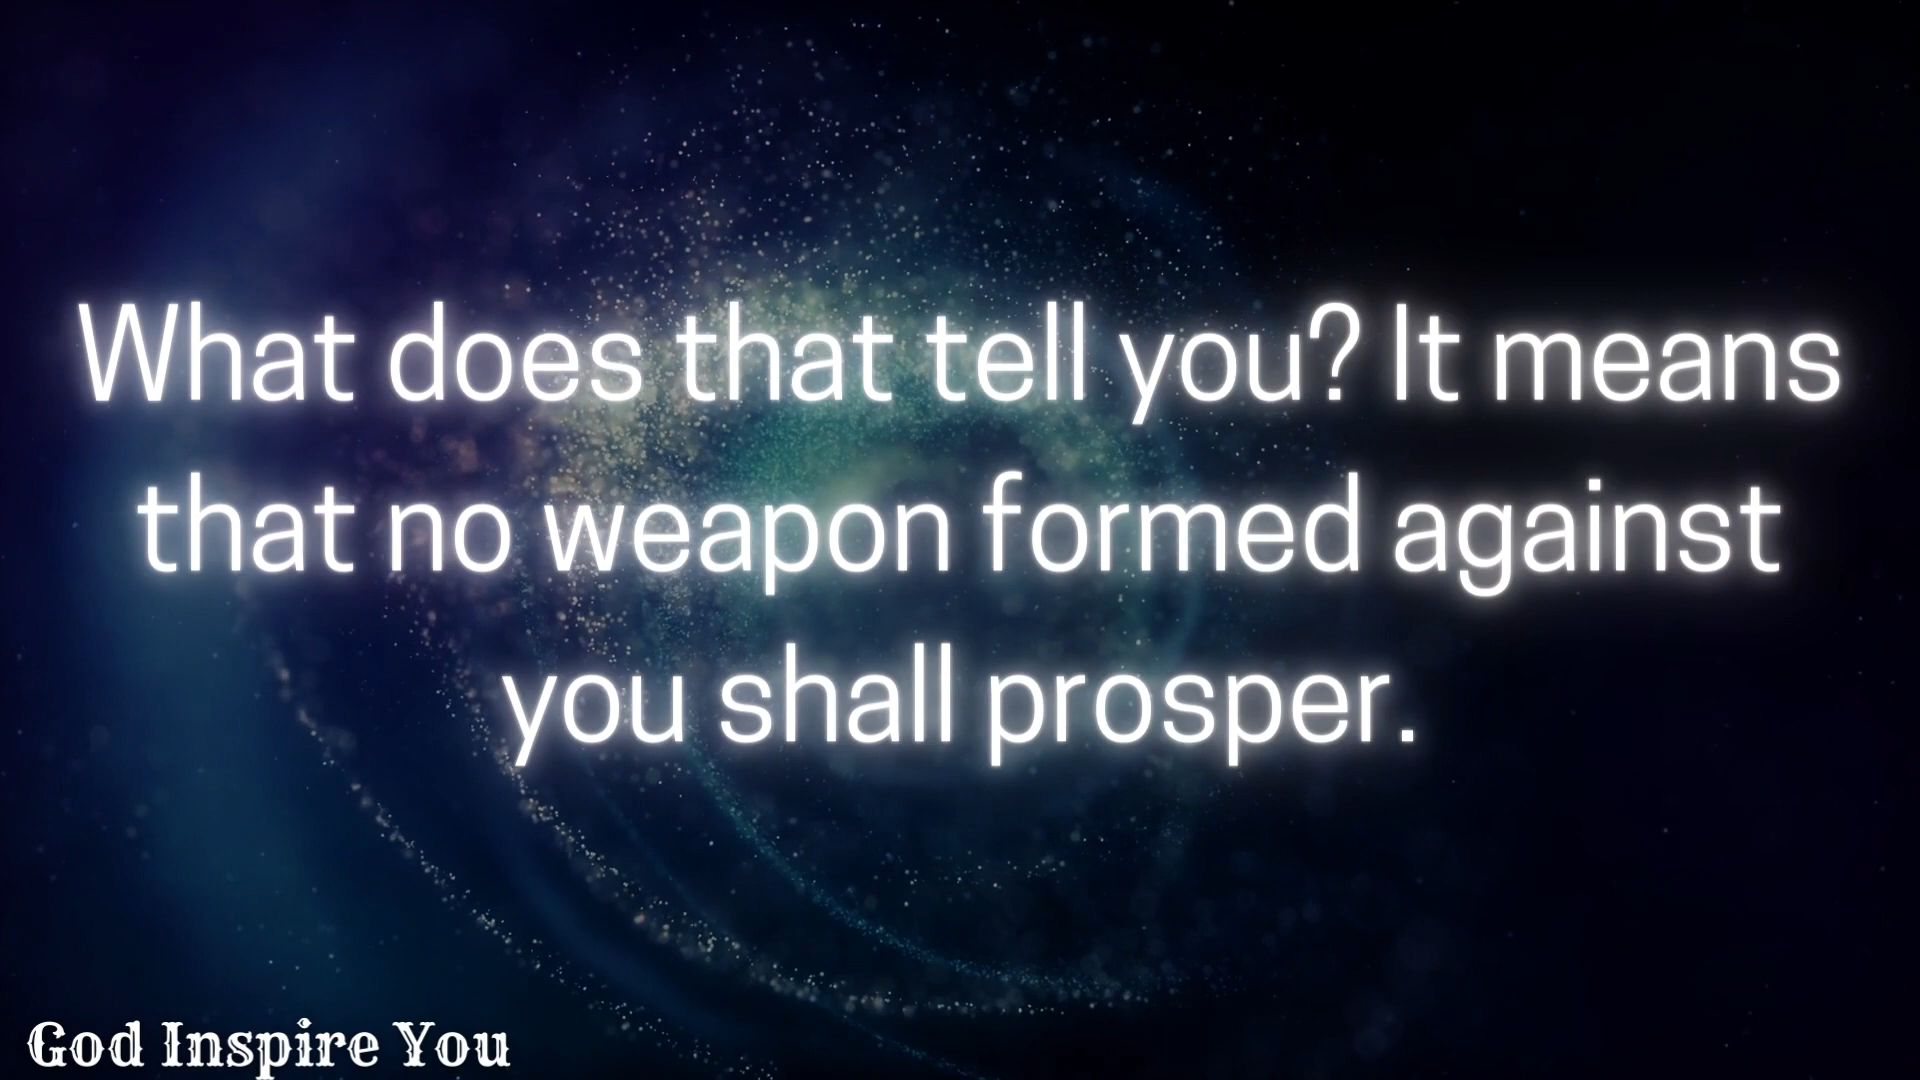 What does that tell you? It means
that no weapon formed against
you shall prosper.
God Inspire You